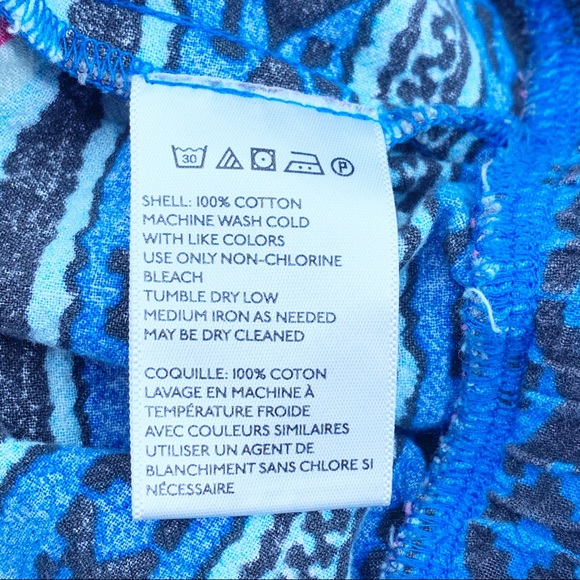 30 P
SHELL: 100% COTTON
MACHINE WASH COLD
WITH LIKE COLORS
USE ONLY NON-CHLORINE
BLEACH
TUMBLE DRY LOW
MEDIUM IRON AS NEEDED
MAY BE DRY CLEANED
COQUILLE: 100% COTON
LAVAGE EN MACHINE À
TEMPÉRATURE FROIDE
AVEC COULEURS SIMILAIRES
UTILISER UN AGENT DE
BLANCHIMENT SANS CHLORE SI
NÉCESSAIRE